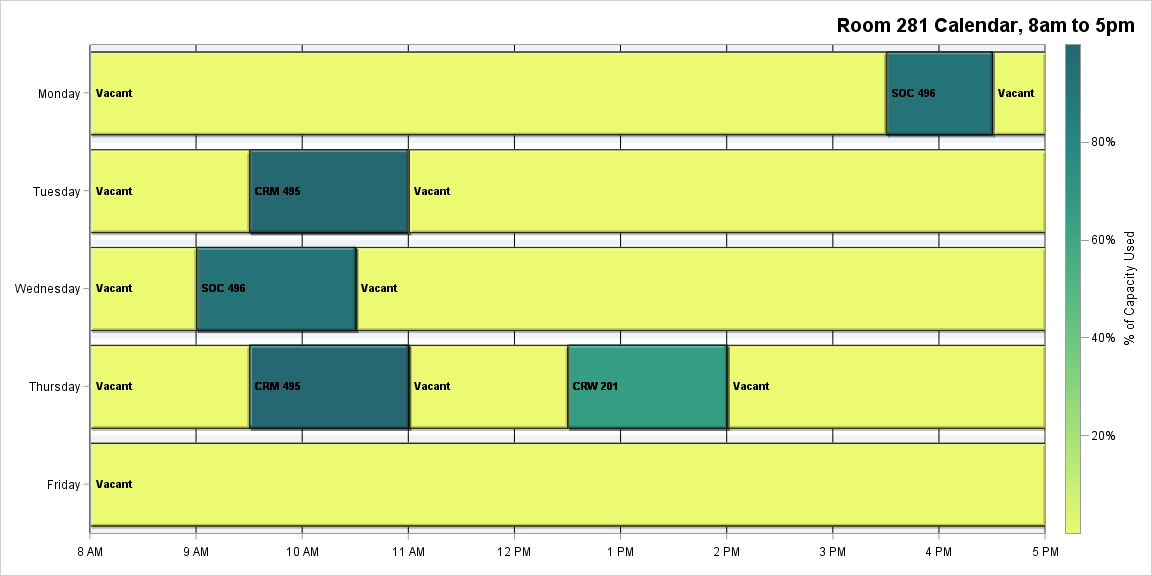 Room 281 Calendar, 8am to 5pm
Monday
Vacant
SOC 496
Vacant
80%
Tuesday
Vacant
CRM 495
Vacant
60%
Wednesday
Vacant
SOC 496
Vacant
% of Capacity Used
40%
Thursday
Vacant
CRM 495
Vacant
CRW 201
Vacant
20%
Friday
Vacant
8 AM
9 AM
10 AM
11 AM
12 PM
1 PM
2 PM
3 PM
4 PM
5 PM